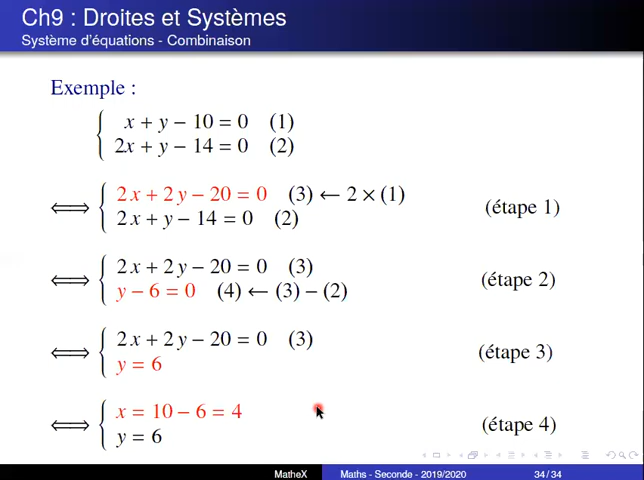 Ch9 : Droites et Systèmes
Système d'équations - Combinaison
Exemple :
x + y − 10 = 0 (1)
2x + y − 14 = 0 (2)
⟺ 2x + 2y − 20 = 0 (3) ← 2 × (1)
2x + y − 14 = 0 (2)
(étape 1)
⟺ 2x + 2y − 20 = 0 (3)
y − 6 = 0 (4) ← (3) − (2)
(étape 2)
⟺ 2x + 2y − 20 = 0 (3)
y = 6
(étape 3)
⟺ x = 10 − 6 = 4
y = 6
(étape 4)
MatheX Maths - Seconde - 2019/2020 34/34